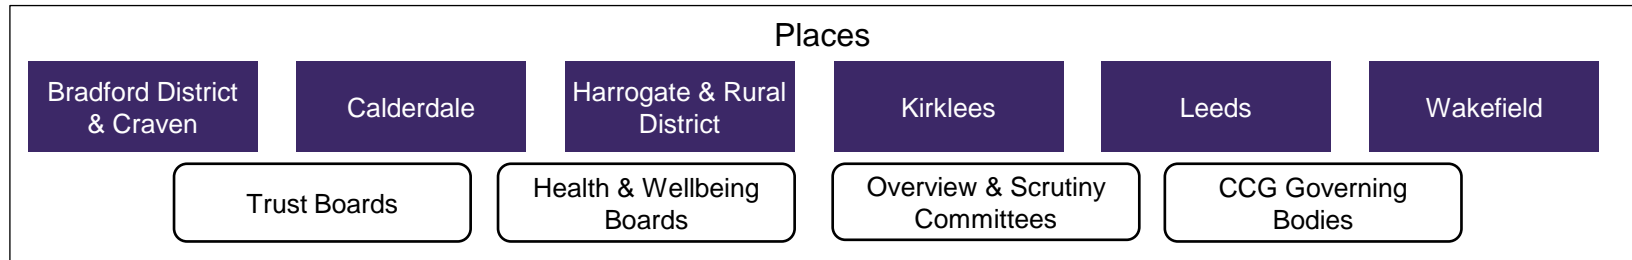 Places
Bradford District
& Craven
Calderdale
Harrogate & Rural
District
Kirklees
Leeds
Wakefield
Trust Boards
Health & Wellbeing
Boards
Overview & Scrutiny
Committees
CCG Governing
Bodies